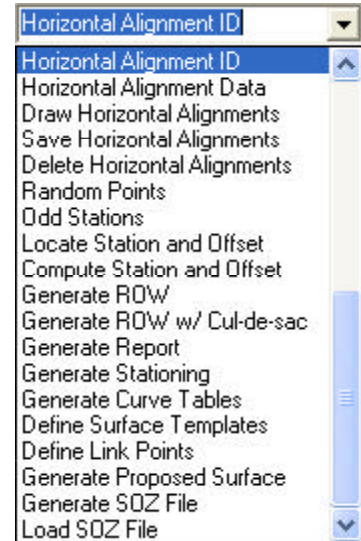 Horizontal Alignment ID
Horizontal Alignment ID
Horizontal Alignment Data
Draw Horizontal Alignments
Save Horizontal Alignments
Delete Horizontal Alignments
Random Points
Odd Stations
Locate Station and Offset
Compute Station and Offset
Generate ROW
Generate ROW w/ Cul-de-sac
Generate Report
Generate Stationing
Generate Curve Tables
Define Surface Templates
Define Link Points
Generate Proposed Surface
Generate SOZ File
Load SOZ File